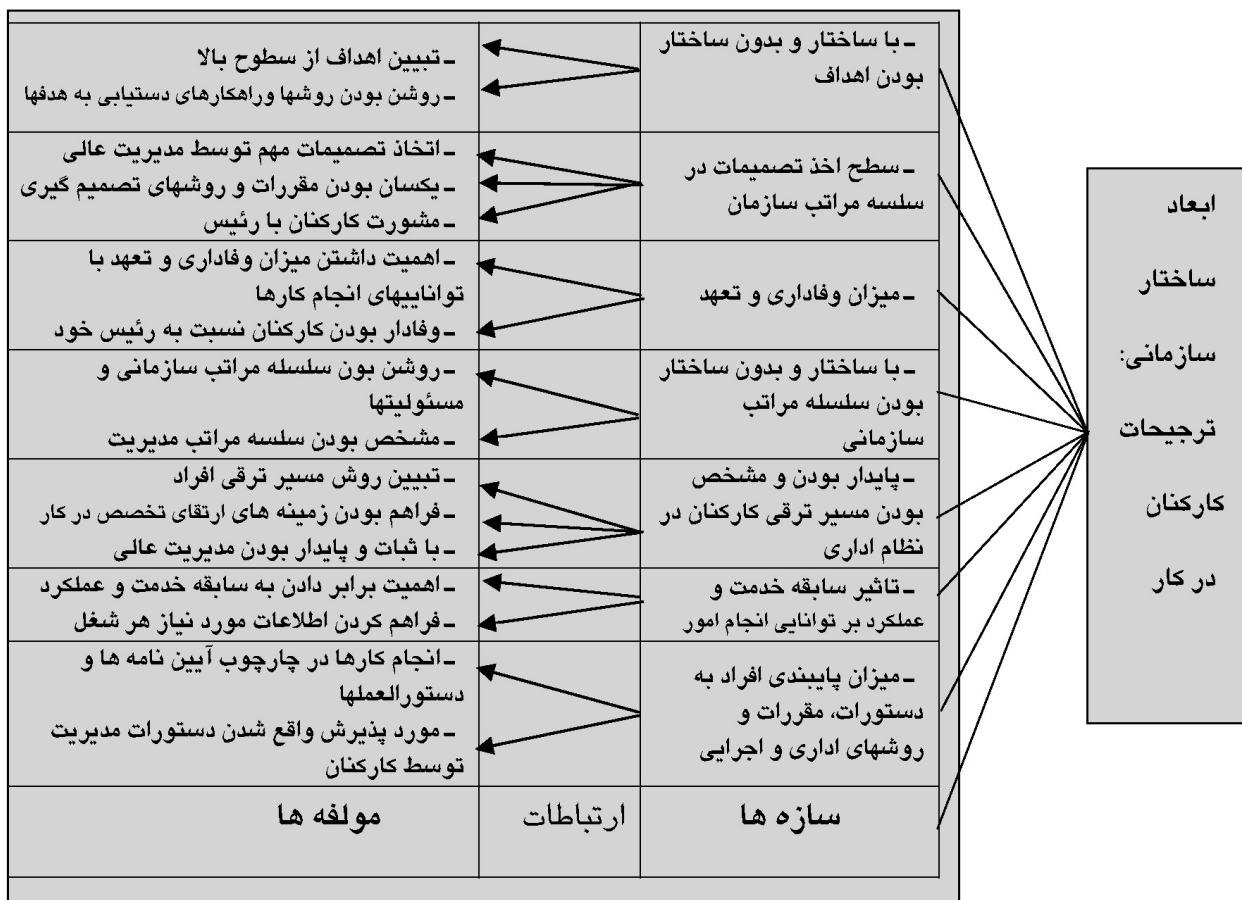 ابعاد
ساختار
سازمانی:
ترجیحات
کارکنان
در کار
ـ با ساختار و بدون ساختار
بودن اهداف
ـ تبیین اهداف از سطوح بالا
ـ روشن بودن روشها وراهکارهای دستیابی به هدفها
ـ سطح اخذ تصمیمات در
سلسه مراتب سازمان
ـ اتخاذ تصمیمات مهم توسط مدیریت عالی
ـ یکسان بودن مقررات و روشهای تصمیم گیری
ـ مشورت کارکنان با رئیس
ـ میزان وفاداری و تعهد
ـ اهمیت داشتن میزان وفاداری و تعهد با
تواناییهای انجام کارها
ـ وفادار بودن کارکنان نسبت به رئیس خود
ـ با ساختار و بدون ساختار
بودن سلسله مراتب
سازمانی
ـ روشن بون سلسله مراتب سازمانی و
مسئولیتها
ـ مشخص بودن سلسه مراتب مدیریت
ـ پایدار بودن و مشخص
بودن مسیر ترقی کارکنان در
نظام اداری
ـ تبیین روش مسیر ترقی افراد
ـ فراهم بودن زمینه های ارتقای تخصص در کار
ـ با ثبات و پایدار بودن مدیریت عالی
ـ تاثیر سابقه خدمت و
عملکرد بر توانایی انجام امور
ـ اهمیت برابر دادن به سابقه خدمت و عملکرد
ـ فراهم کردن اطلاعات مورد نیاز هر شغل
ـ میزان پایبندی افراد به
دستورات، مقررات و
روشهای اداری و اجرایی
ـ انجام کارها در چارچوب آیین نامه ها و
دستورالعملها
ـ مورد پذیرش واقع شدن دستورات مدیریت
توسط کارکنان
سازه ها
ارتباطات
مولفه ها